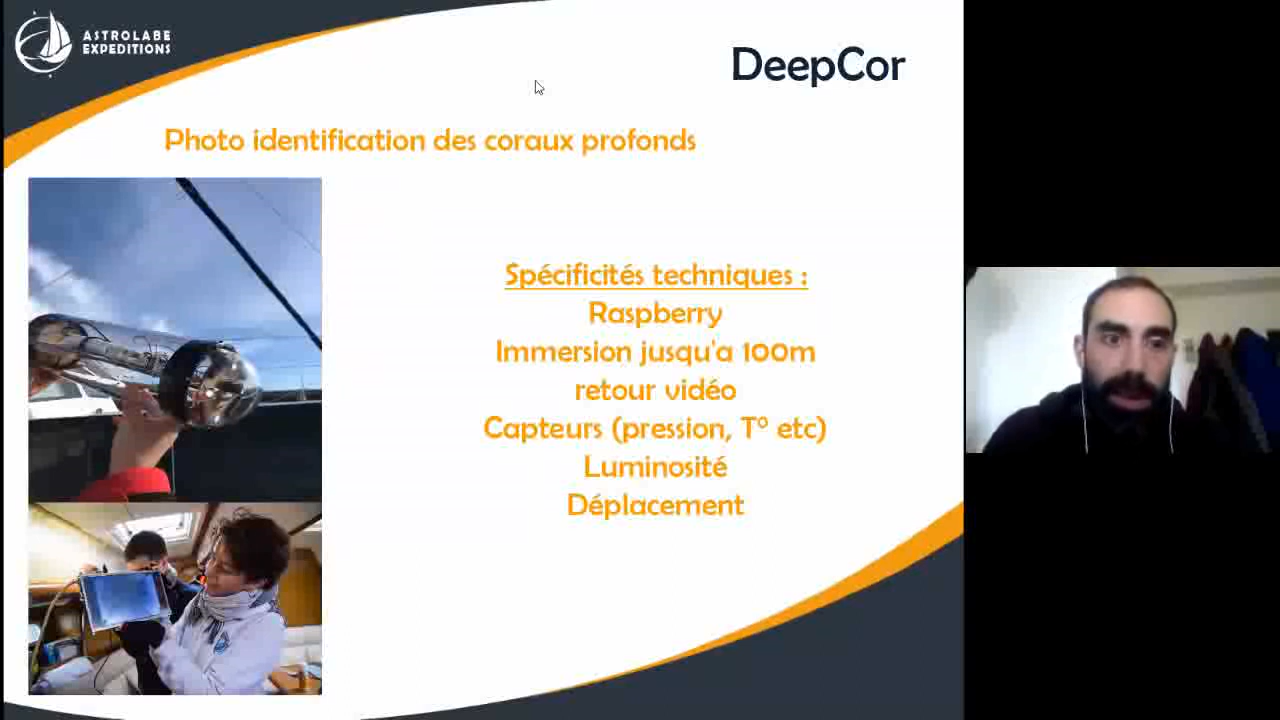 ASTROLABE
EXPEDITIONS
DeepCor
Photo identification des coraux profonds
Spécificités techniques :
Raspberry
Immersion jusqu'a 100m
retour vidéo
Capteurs (pression, T° etc)
Luminosité
Déplacement